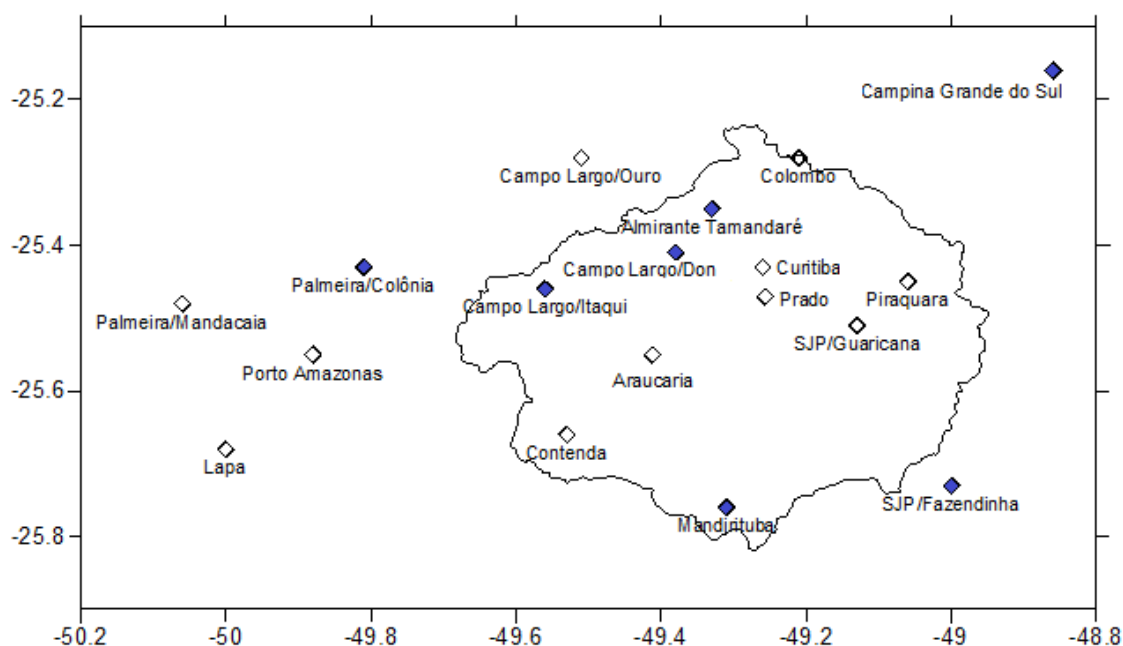 Campina Grande do Sul
-25.2
Campo Largo/Ouro
Colombo
Almirante Tamandaré
-25.4
Campo Largo/Don
Curitiba
Palmeira/Colônia
Campo Largo/Itaqui
Prado
Piraquara
Palmeira/Mandacaia
SJP/Guaricana
Porto Amazonas
Araucaria
-25.6
Contenda
Lapa
SJP/Fazendinha
Mandirituba
-25.8
-50.2 -50 -49.8 -49.6 -49.4 -49.2 -49 -48.8